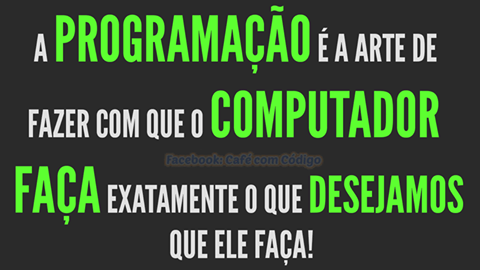 A PROGRAMAÇÃO É A ARTE DE
FAZER COM QUE O COMPUTADOR
Facebook: Café com Código
FAÇA EXATAMENTE O QUE DESEJAMOS
QUE ELE FAÇA!